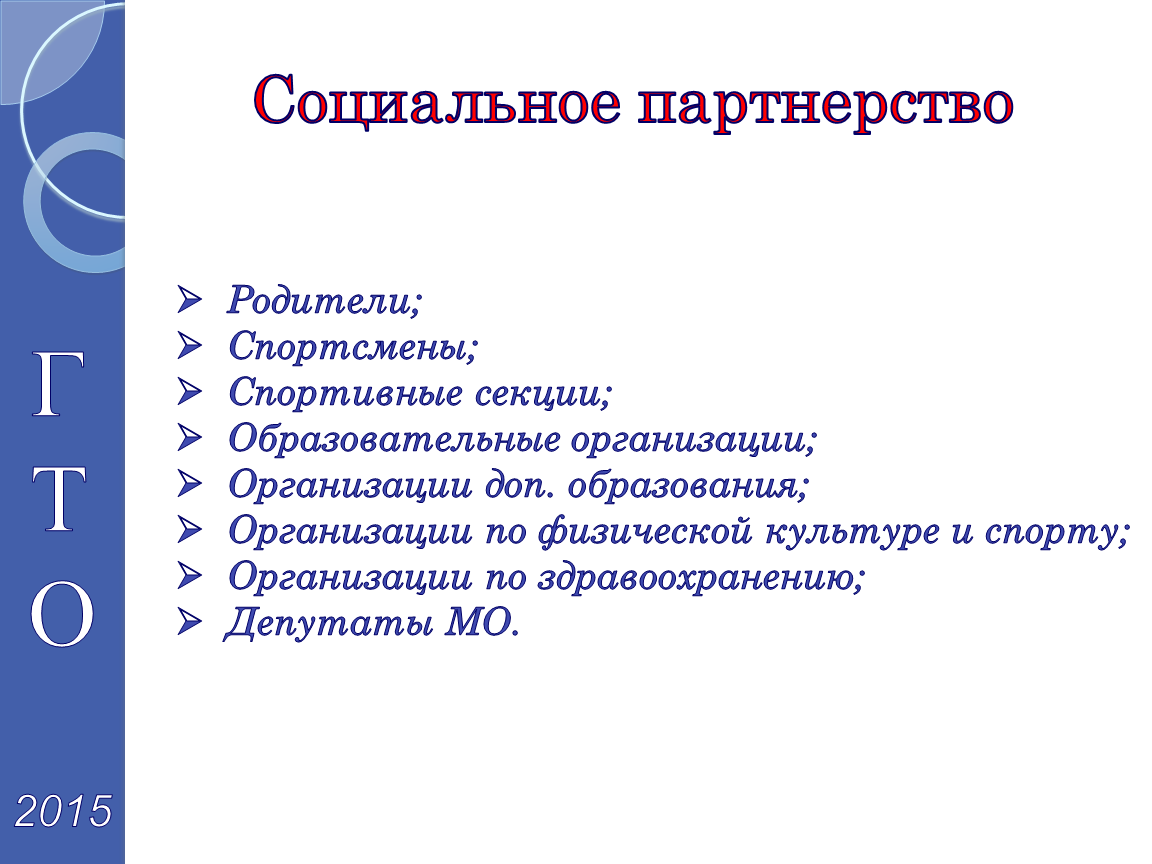 Социальное партнерство
➢ Родители;
➢ Спортсмены;
➢ Спортивные секции;
➢ Образовательные организации;
➢ Организации доп. образования;
➢ Организации по физической культуре и спорту;
➢ Организации по здравоохранению;
➢ Депутаты МО.
Г
Т
О
2015